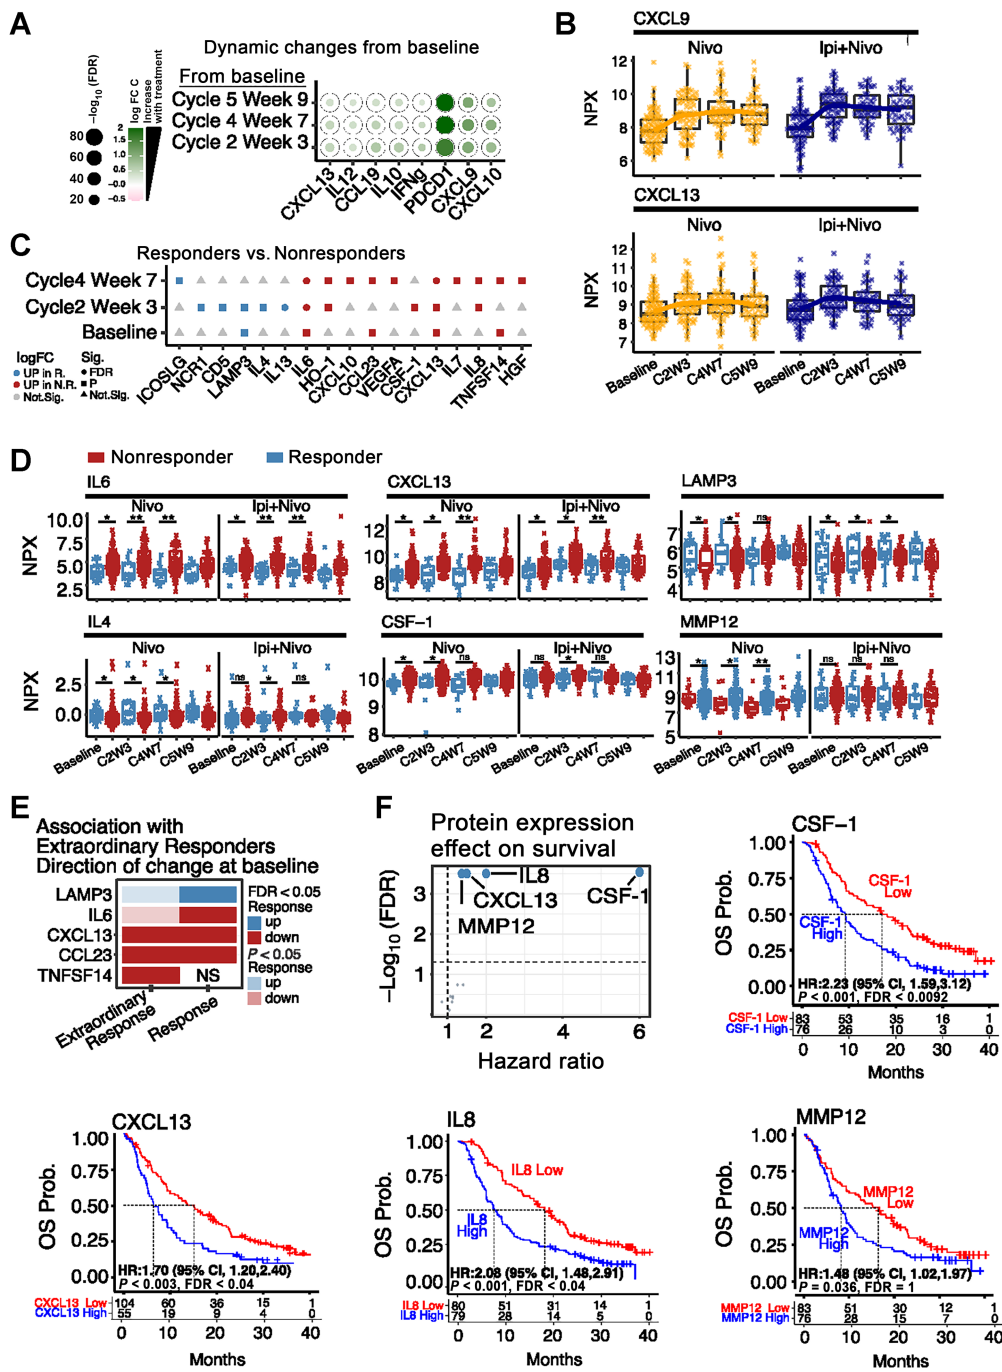 A
Dynamic changes from baseline
−log10 (FDR)
log FC C
Increase
with treatment
80
60
40
20
2
1.5
1.0
0.5
−0.0
−0.5
From baseline
Cycle 5 Week 9
Cycle 4 Week 7
Cycle 2 Week 3
CXCL13
IL12
CCL19
IL10
IFNg
PDCD1
CXCL9
CXCL10
B
CXCL9
Nivo
Ipi+Nivo
NPX
12
10
8
6
CXCL13
Nivo
Ipi+Nivo
NPX
12
11
10
9
8
7
Baseline
C2W3
C4W7
C5W9
Baseline
C2W3
C4W7
C5W9
C
Responders vs. Nonresponders
Cycle4 Week 7
Cycle2 Week 3
Baseline
logFC
UP in R.
UP in N.R.
Not.Sig.
Sig.
FDR
P
Not.Sig.
ICOSLG
NCR1
CD5
LAMP3
IL4
IL13
IL6
HO−1
CXCL10
CCL23
VEGFA
CSF−1
CXCL13
IL7
IL8
TNFSF14
HGF
D
Nonresponder
Responder
IL6
Nivo
Ipi+Nivo
NPX
10.0
7.5
5.0
2.5
* ** ** * ** **
CXCL13
Nivo
Ipi+Nivo
12
10
8
* * ** * * **
LAMP3
7
6
5
4
* * ns * * *
IL4
Nivo
Ipi+Nivo
NPX
2.5
0.0
* * * ns * ns
Baseline
C2W3
C4W7
C5W9
Baseline
C2W3
C4W7
C5W9
CSF−1
Nivo
Ipi+Nivo
10
9
8
* * ns ns * ns
Baseline
C2W3
C4W7
C5W9
Baseline
C2W3
C4W7
C5W9
MMP12
Nivo
Ipi+Nivo
13
11
9
7
5
* * ** ns ns ns
Baseline
C2W3
C4W7
C5W9
Baseline
C2W3
C4W7
C5W9
E
Association with
Extraordinary Responders
Direction of change at baseline
LAMP3
IL6
CXCL13
CCL23
TNFSF14
NS
Extraordinary
Response
Response
FDR < 0.05
Response
up
down
P < 0.05
Response
up
down
F
Protein expression
effect on survival
−Log10 (FDR)
3
1
IL8
CXCL13
MMP12
CSF−1
1
2
4
6
Hazard ratio
CSF−1
OS Prob.
1.00
0.75
0.50
0.25
0.00
CSF−1
Low
CSF−1
High
HR:2.23 (95% CI, 1.59,3.12)
P < 0.001, FDR < 0.0092
CSF−1 Low 83 53 35 16 1
CSF−1 High 76 26 10 3 0
0 10 20 30 40
Months
CXCL13
OS Prob.
1.00
0.75
0.50
0.25
0.00
HR:1.70 (95% CI, 1.20,2.40)
P < 0.003, FDR < 0.04
CXCL13 Low 104 60 36 15 1
CXCL13 High 55 19 9 4 0
0 10 20 30 40
Months
IL8
OS Prob.
1.00
0.75
0.50
0.25
0.00
IL8 Low
IL8
High
HR:2.08 (95% CI, 1.48,2.91)
P < 0.001, FDR < 0.04
IL8 Low 80 51 31 14 1
IL8 High 79 28 14 5 0
0 10 20 30 40
Months
MMP12
OS Prob.
1.00
0.75
0.50
0.25
0.00
MMP12
Low
MMP12
High
HR:1.48 (95% CI, 1.02,1.97)
P = 0.036, FDR = 1
MMP12 Low 83 51 30 12 1
MMP12 High 76 28 15 7 0
0 10 20 30 40
Months